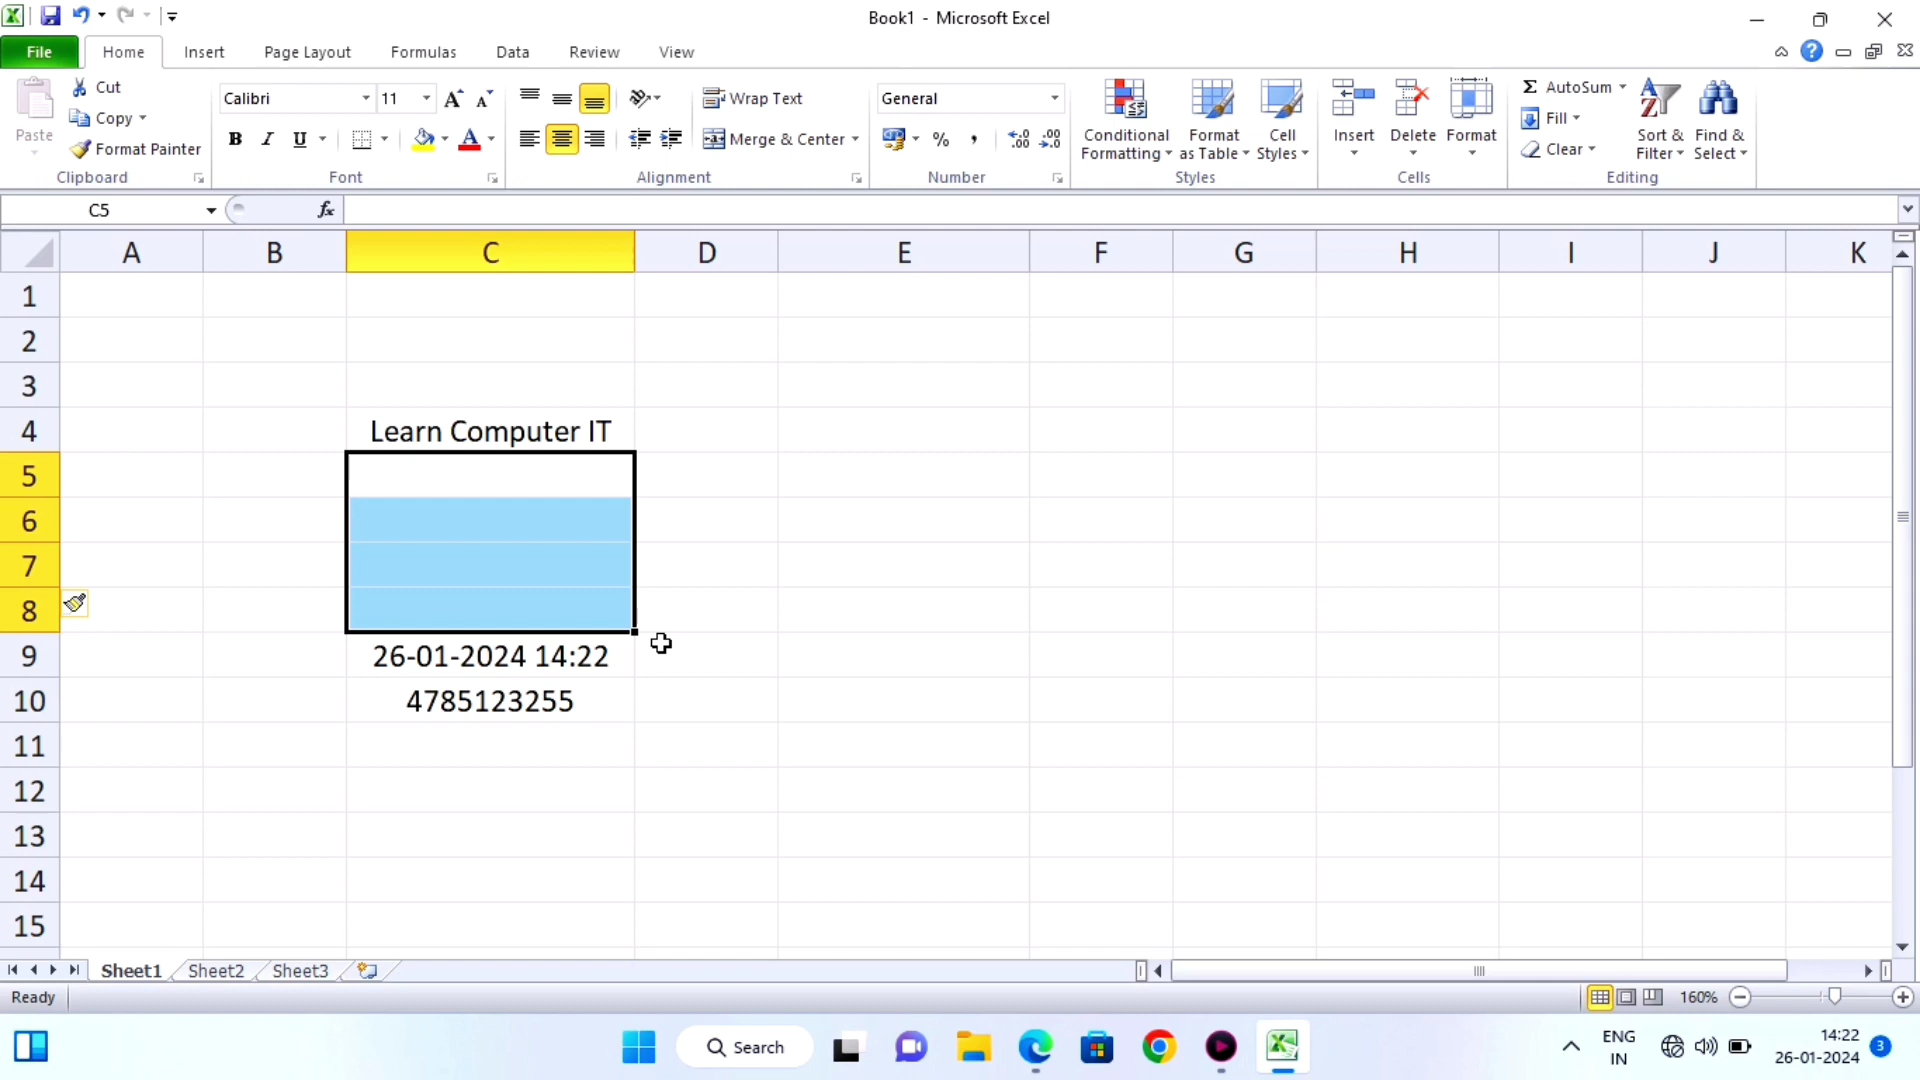 Book1 - Microsoft Excel
File Home Insert Page Layout Formulas Data Review View
Paste
Cut
Copy
Format Painter
Clipboard
Calibri 11
B I U
Font
Wrap Text
Merge & Center
Alignment
General
%
Number
Conditional Formatting
Format as Table
Cell Styles
Styles
Insert Delete Format
Cells
Σ AutoSum
Fill
Clear
Sort & Filter
Find & Select
Editing
C5 fx
A B C D E F G H I J K
1
2
3
4 Learn Computer IT
5
6
7
8
9 26-01-2024 14:22
10 4785123255
11
12
13
14
15
Sheet1 Sheet2 Sheet3
Ready 160%
Search
ENG
IN
14:22
26-01-2024
3